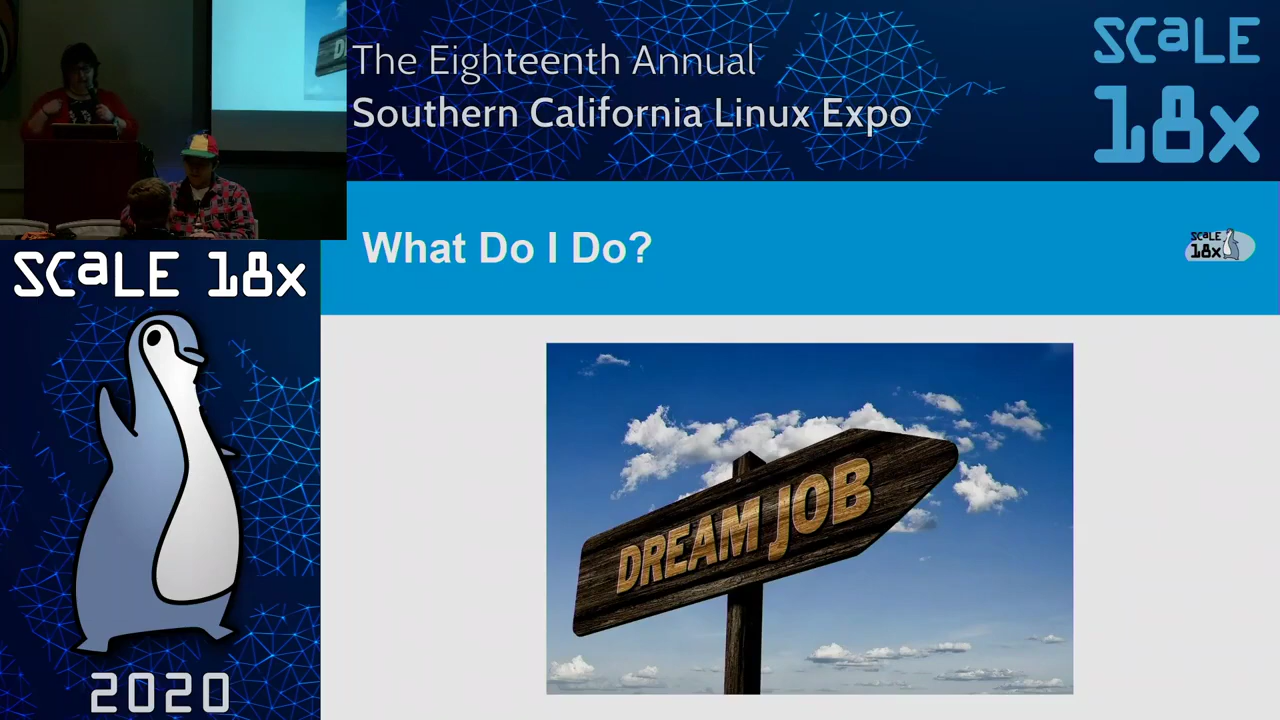 The Eighteenth Annual
Southern California Linux Expo
SCaLE
18x
What Do I Do?
SCaLE
18x
SCaLE 18x
DREAM JOB
2020